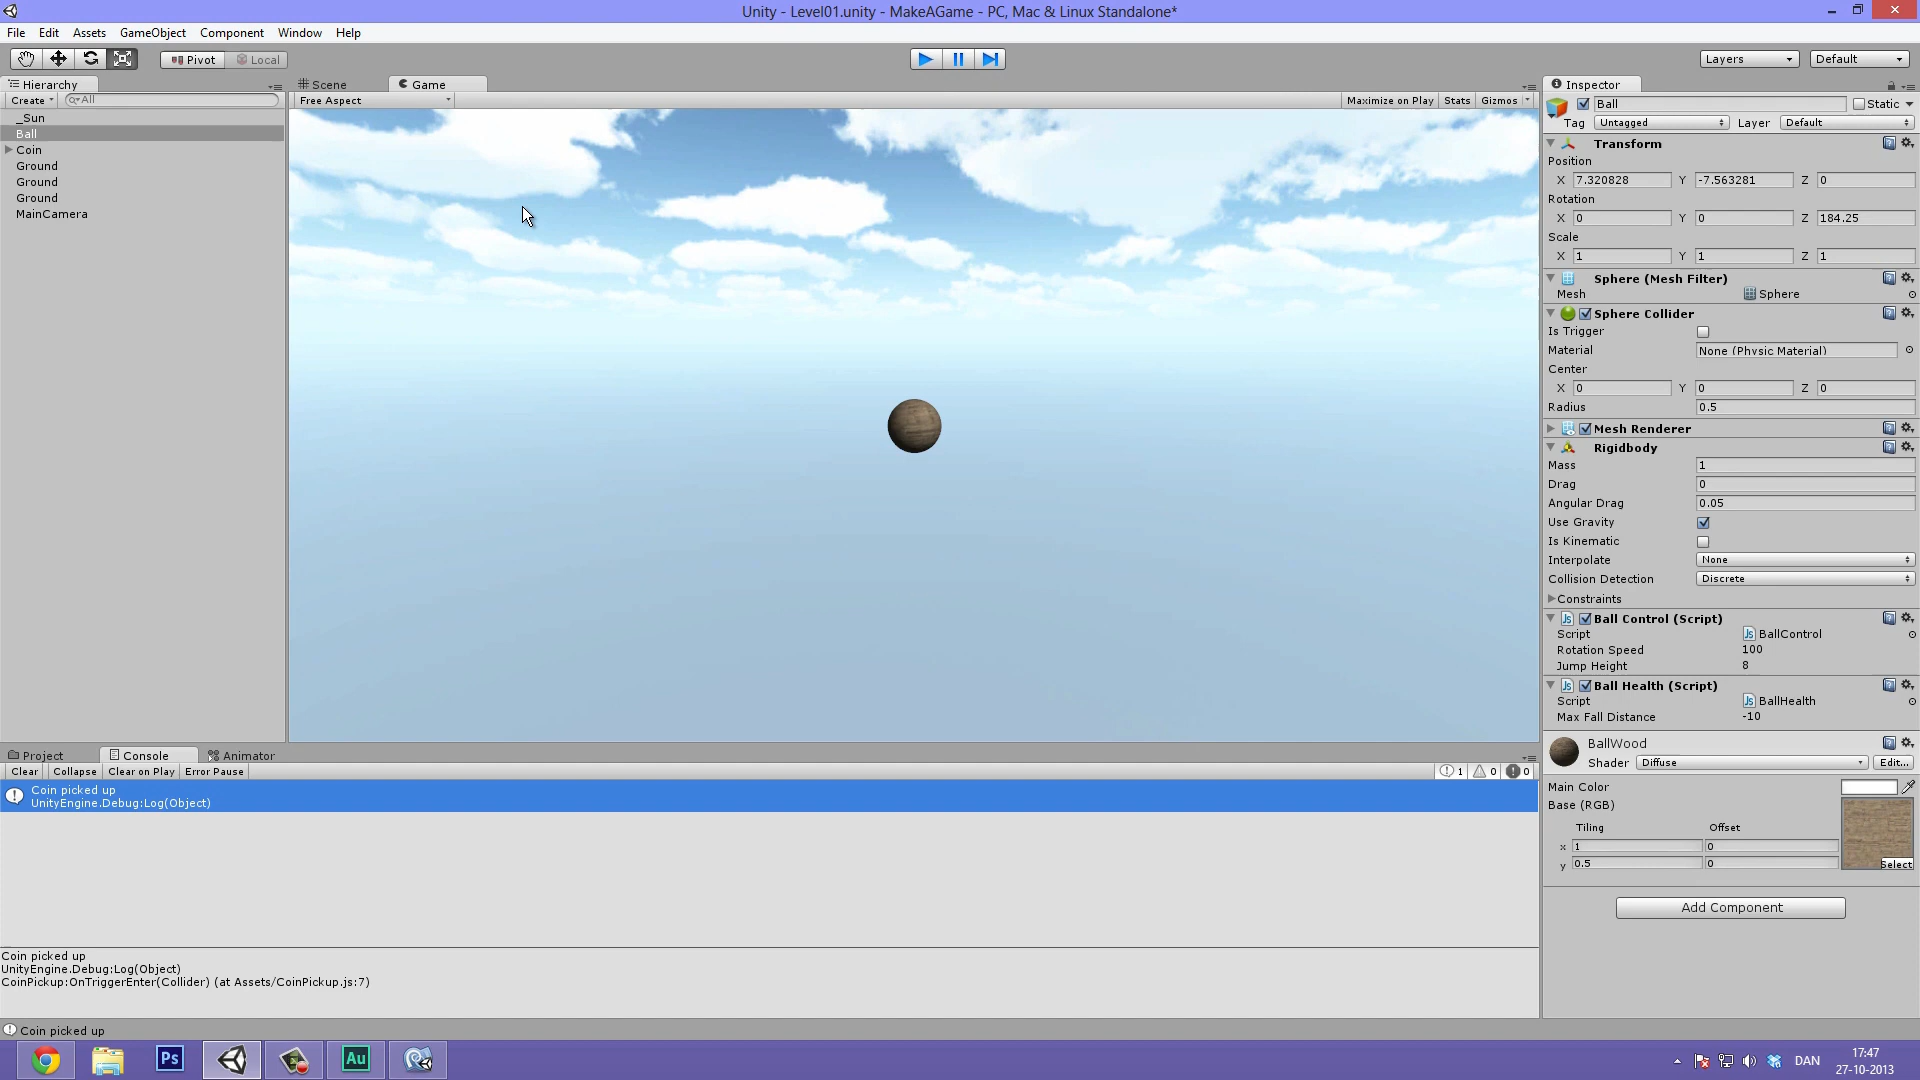 Unity - Level01.unity - MakeAGame - PC, Mac & Linux Standalone*
File Edit Assets GameObject Component Window Help
Pivot Local
Layers Default
Hierarchy
Create All
_Sun
Ball
Coin
Ground
Ground
Ground
MainCamera
Scene Game
Free Aspect Maximize on Play Stats Gizmos
Inspector
Ball Static
Tag Untagged Layer Default
Transform
Position
X 7.320828 Y -7.563281 Z 0
Rotation
X 0 Y 0 Z 184.25
Scale
X 1 Y 1 Z 1
Sphere (Mesh Filter)
Mesh Sphere
Sphere Collider
Is Trigger
Material None (Physic Material)
Center
X 0 Y 0 Z 0
Radius 0.5
Mesh Renderer
Rigidbody
Mass 1
Drag 0
Angular Drag 0.05
Use Gravity
Is Kinematic
Interpolate None
Collision Detection Discrete
Constraints
Js Ball Control (Script)
Script Js BallControl
Rotation Speed 100
Jump Height 8
Js Ball Health (Script)
Script Js BallHealth
Max Fall Distance -10
BallWood
Shader Diffuse Edit...
Main Color
Base (RGB)
Tiling Offset
x 1 0
y 0.5 0
Select
Add Component
Project Console Animator
Clear Collapse Clear on Play Error Pause 1 0 0
Coin picked up
UnityEngine.Debug:Log(Object)
Coin picked up
UnityEngine.Debug:Log(Object)
CoinPickup:OnTriggerEnter(Collider) (at Assets/CoinPickup.js:7)
Coin picked up
Ps Au
DAN
17:47
27-10-2013